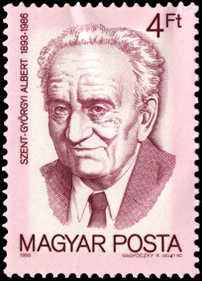 4Ft
SZENT-GYÖRGYI ALBERT 1893-1986
MAGYAR POSTA
1988